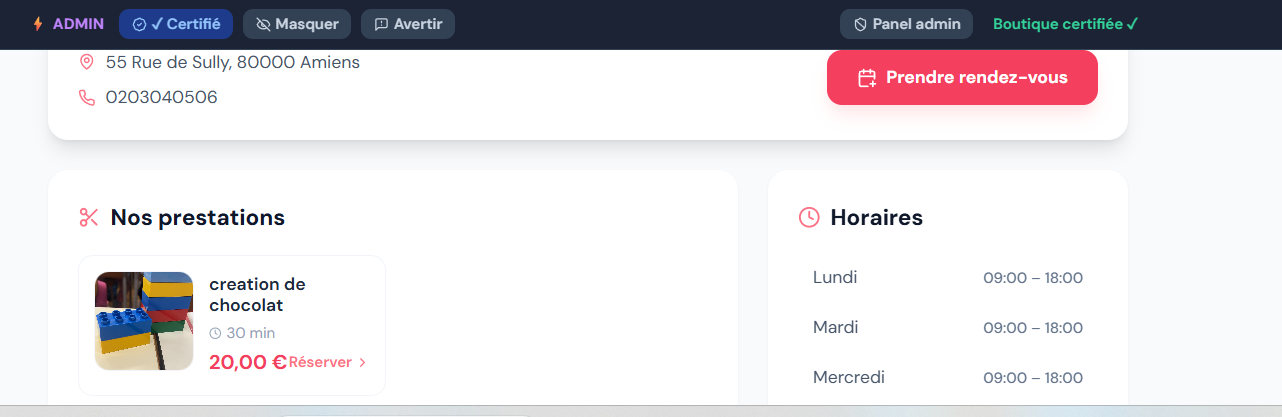 ADMIN ✓ Certifié Masquer Avertir Panel admin Boutique certifiée ✓
55 Rue de Sully, 80000 Amiens
0203040506
Prendre rendez-vous
Nos prestations
creation de
chocolat
30 min
20,00 € Réserver
Horaires
Lundi 09:00 – 18:00
Mardi 09:00 – 18:00
Mercredi 09:00 – 18:00